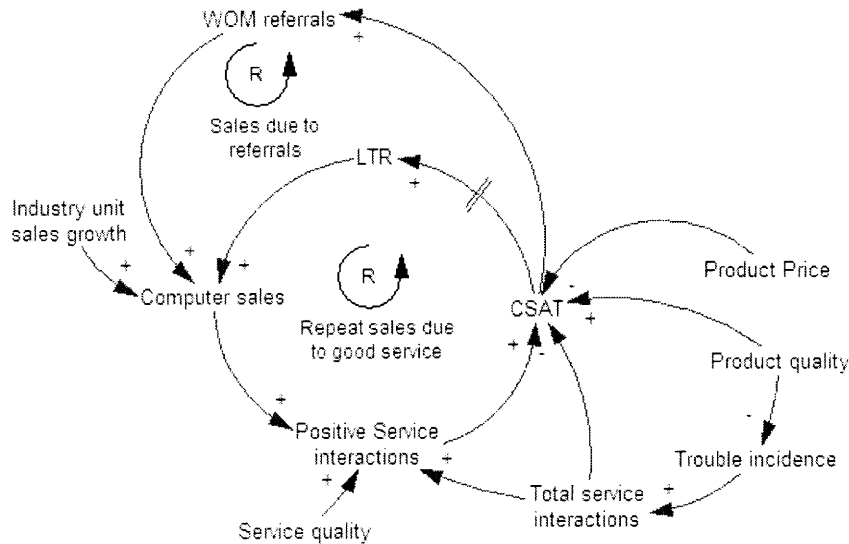 WOM referrals
+
R
Sales due to
referrals
LTR
+
Industry unit
sales growth
+
+
+
Computer sales
R
Repeat sales due
to good service
Product Price
-
CSAT
+
+
-
Product quality
-
+
Positive Service
interactions
+
+
Trouble incidence
+
Total service
interactions
Service quality